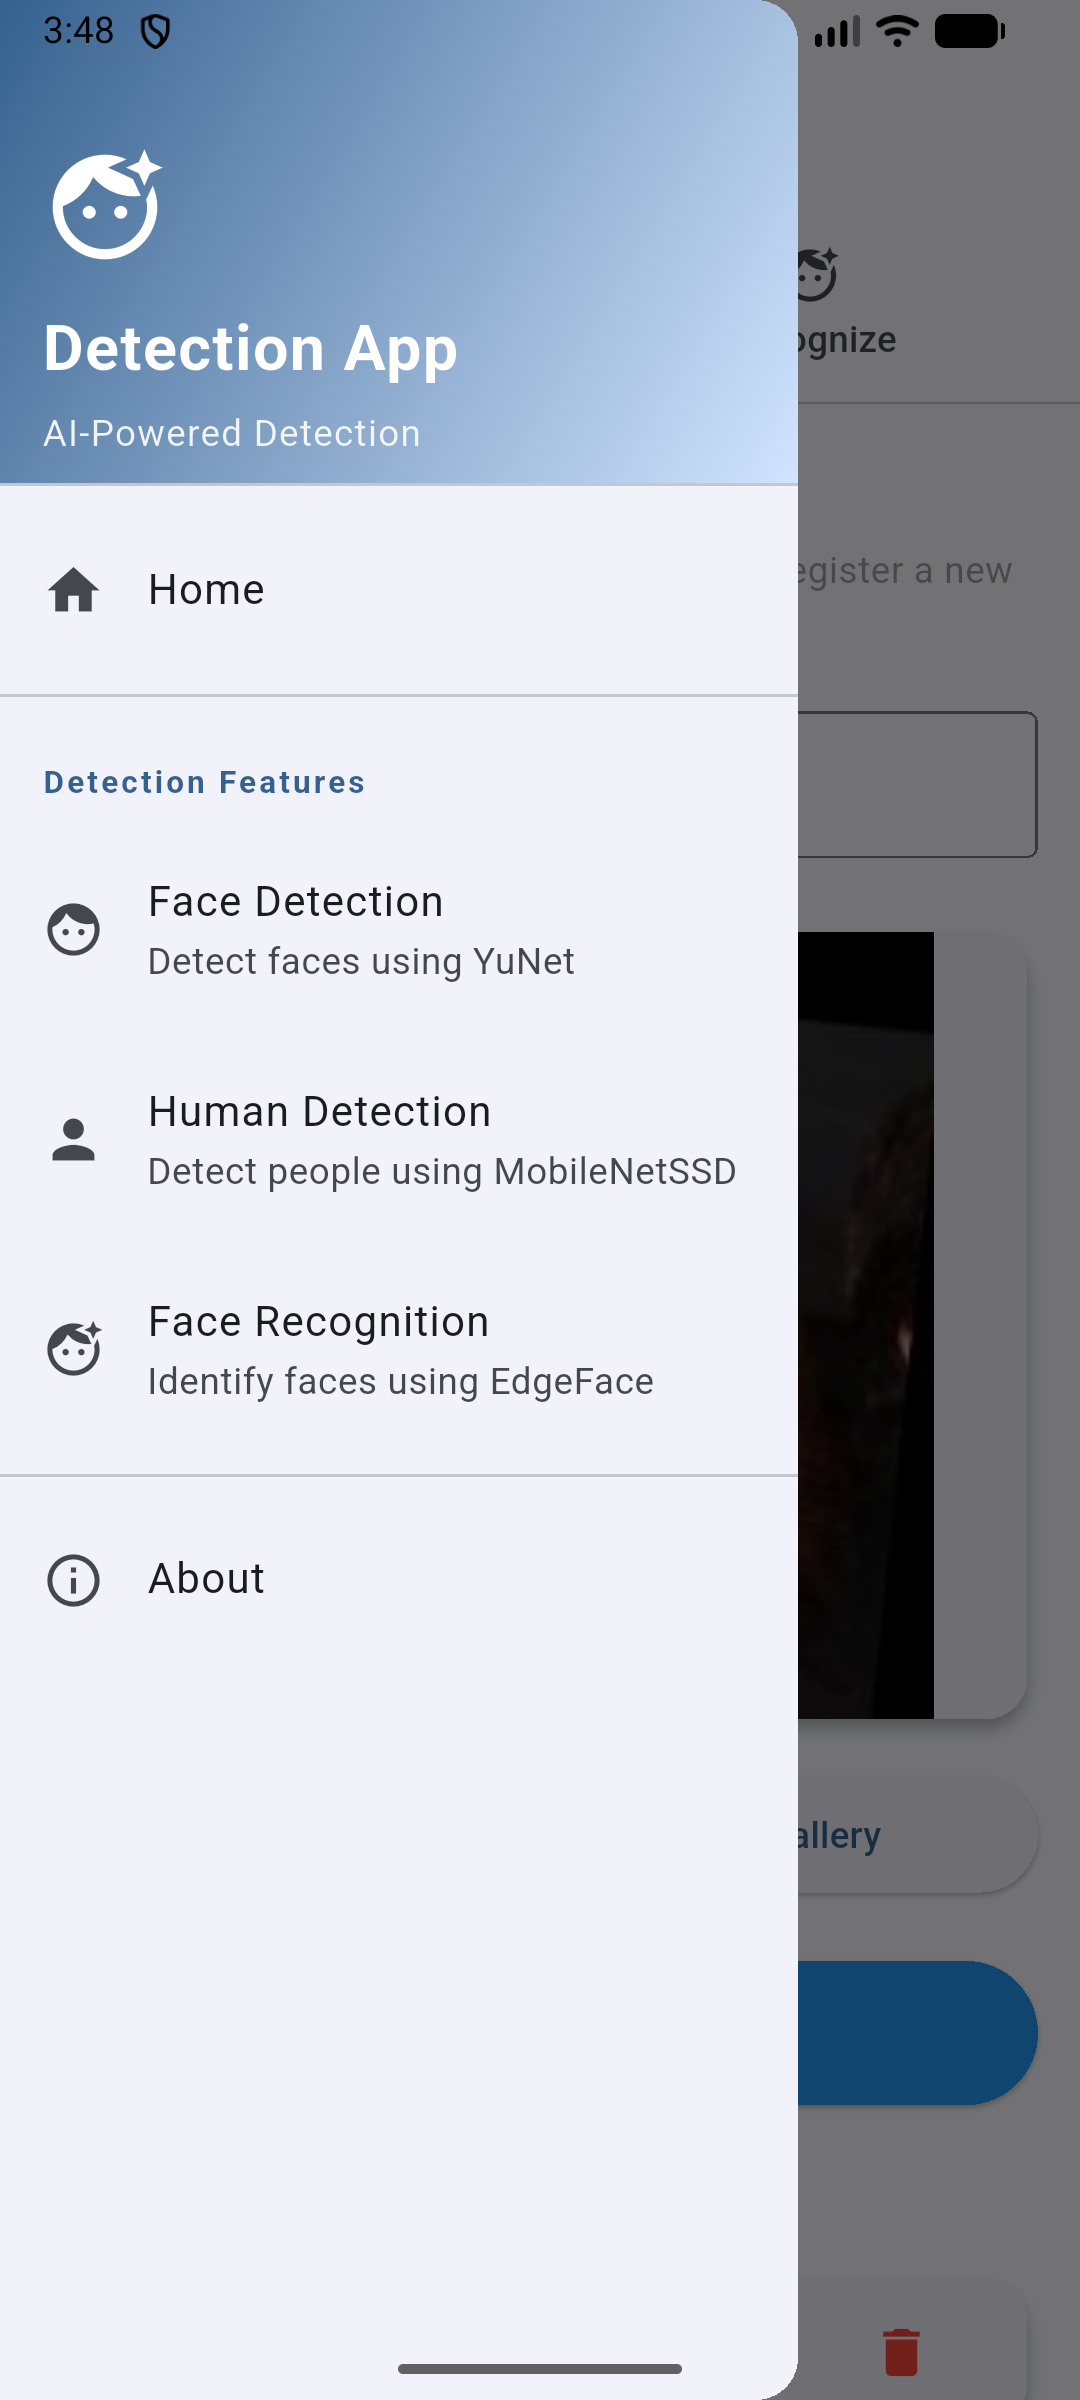 3:48
Detection App
AI-Powered Detection
Home
Detection Features
Face Detection
Detect faces using YuNet
Human Detection
Detect people using MobileNetSSD
Face Recognition
Identify faces using EdgeFace
About
ognize
egister a new
allery